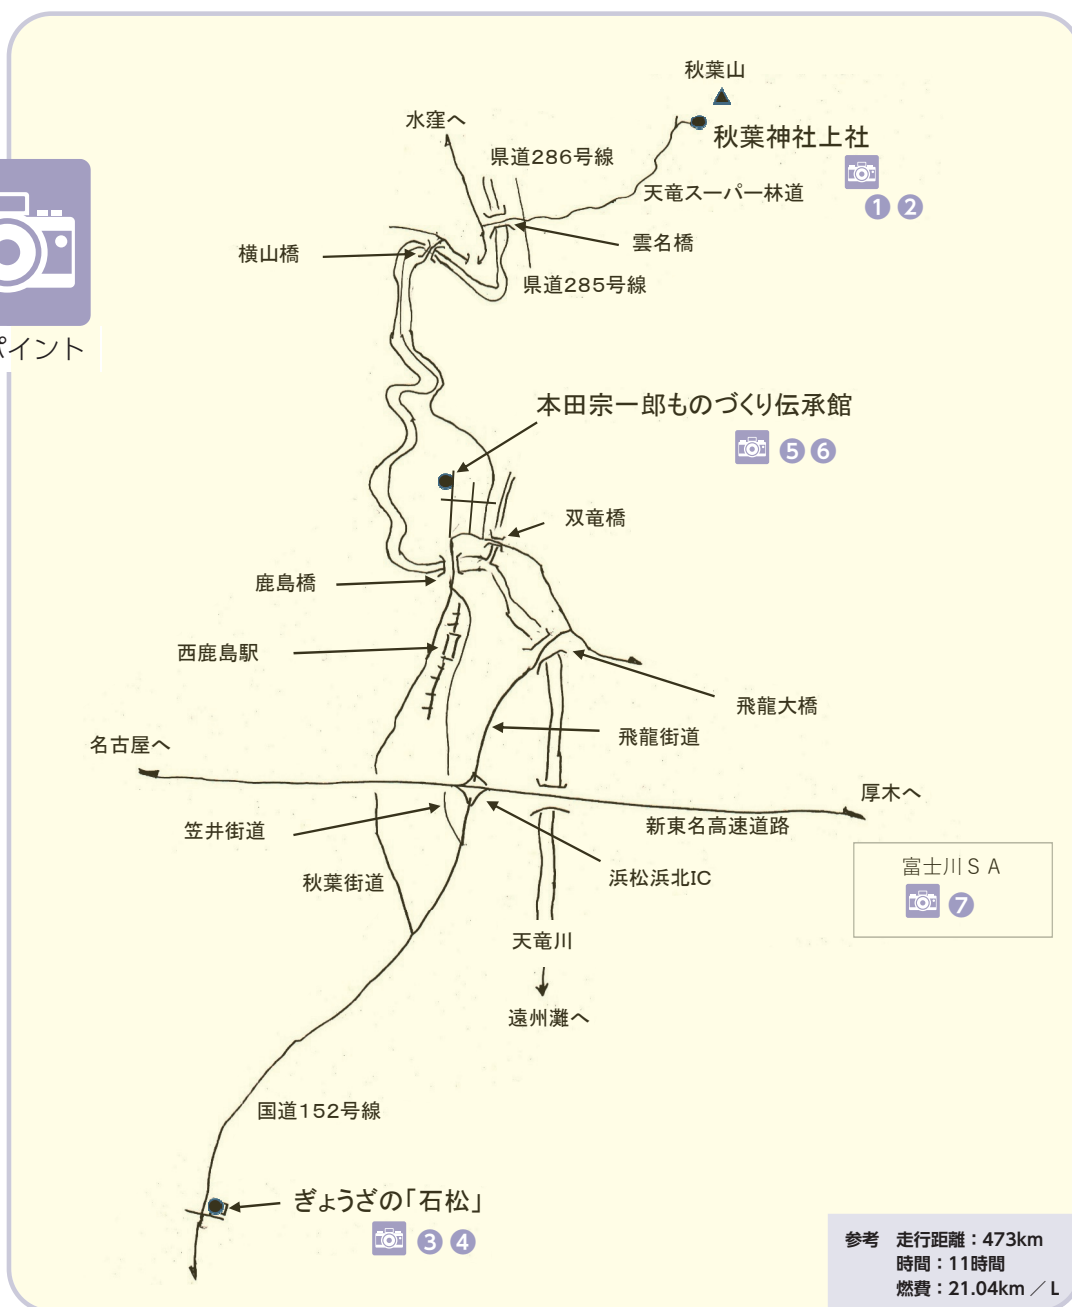 秋葉山
水窪へ
秋葉神社上社
県道286号線
1 2
天竜スーパー林道
雲名橋
横山橋
県道285号線
ポイント
本田宗一郎ものづくり伝承館
5 6
双竜橋
鹿島橋
西鹿島駅
飛龍大橋
飛龍街道
名古屋へ
厚木へ
笠井街道
新東名高速道路
富士川SA
7
秋葉街道
浜松浜北IC
天竜川
遠州灘へ
国道152号線
ぎょうざの「石松」
3 4
参考 走行距離：473km
時間：11時間
燃費：21.04km ／ L